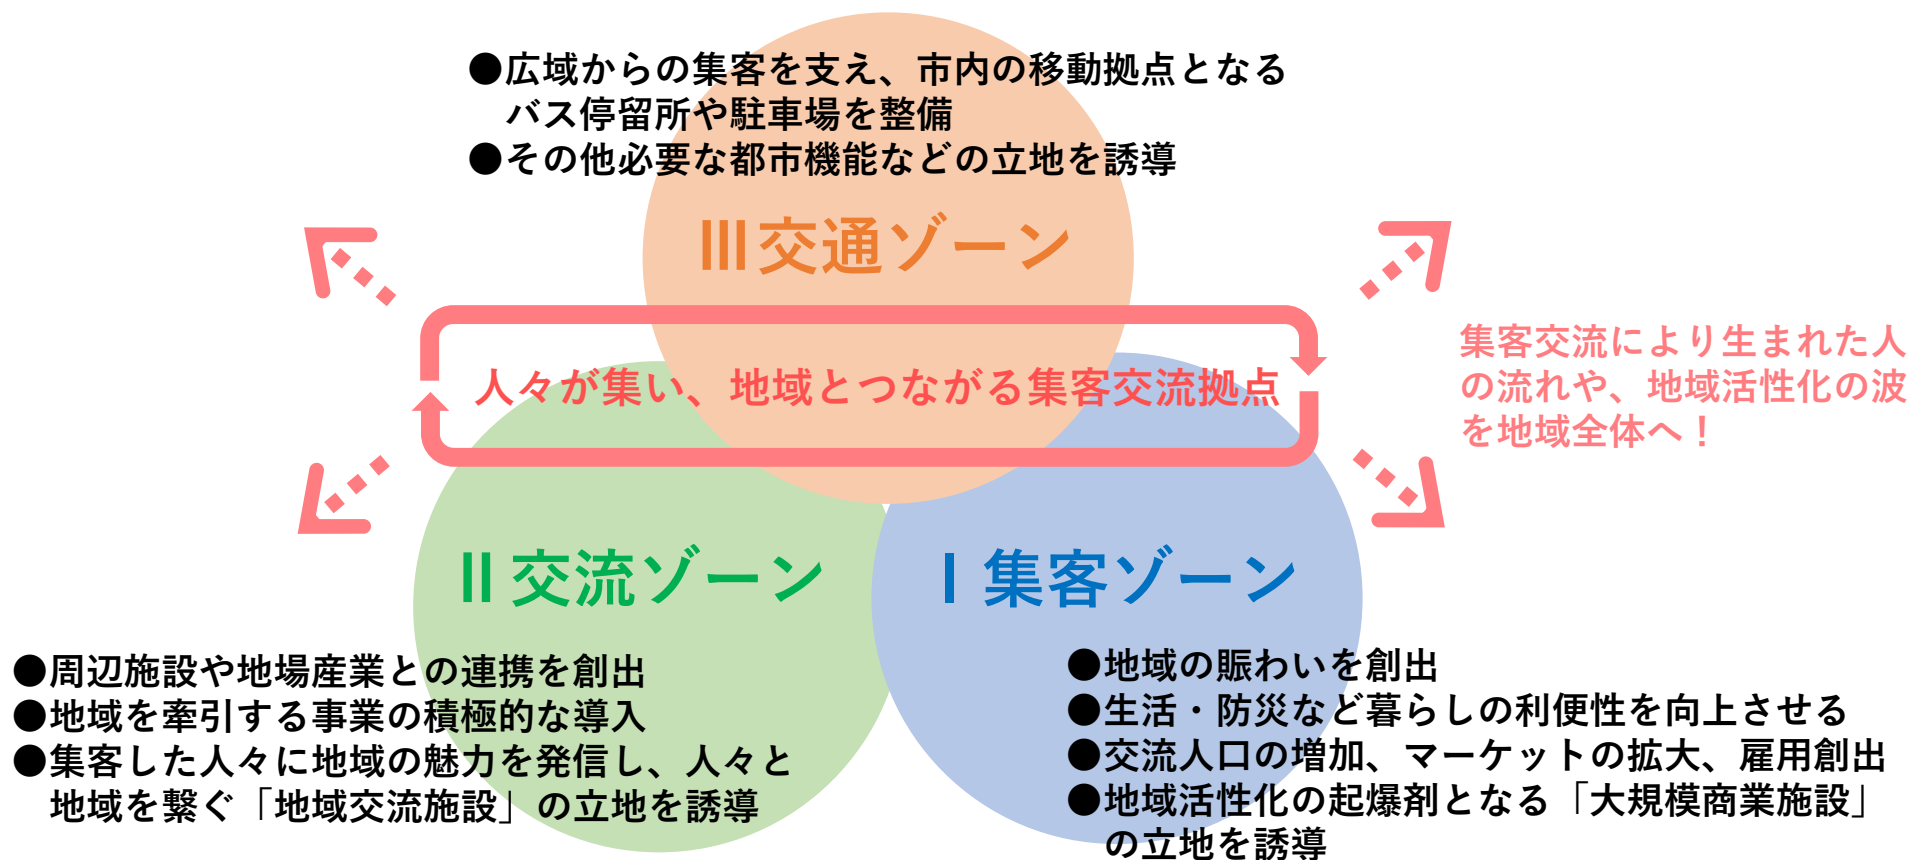 ●広域からの集客を支え、市内の移動拠点となる
バス停留所や駐車場を整備
●その他必要な都市機能などの立地を誘導
Ⅲ交通ゾーン
人々が集い、地域とつながる集客交流拠点
集客交流により生まれた人
の流れや、地域活性化の波
を地域全体へ！
Ⅱ交流ゾーン
●周辺施設や地場産業との連携を創出
●地域を牽引する事業の積極的な導入
●集客した人々に地域の魅力を発信し、人々と
地域を繋ぐ「地域交流施設」の立地を誘導
Ⅰ集客ゾーン
●地域の賑わいを創出
●生活・防災など暮らしの利便性を向上させる
●交流人口の増加、マーケットの拡大、雇用創出
●地域活性化の起爆剤となる「大規模商業施設」
の立地を誘導